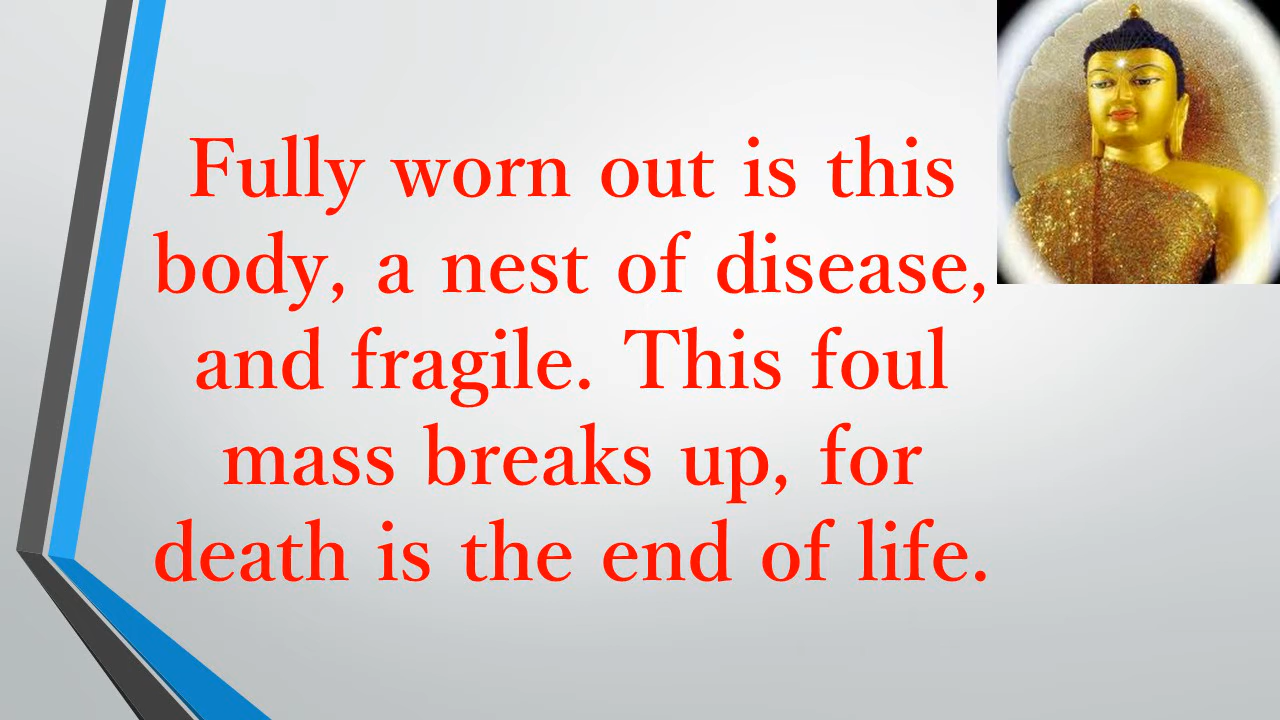 Fully worn out is this
body, a nest of disease,
and fragile. This foul
mass breaks up, for
death is the end of life.